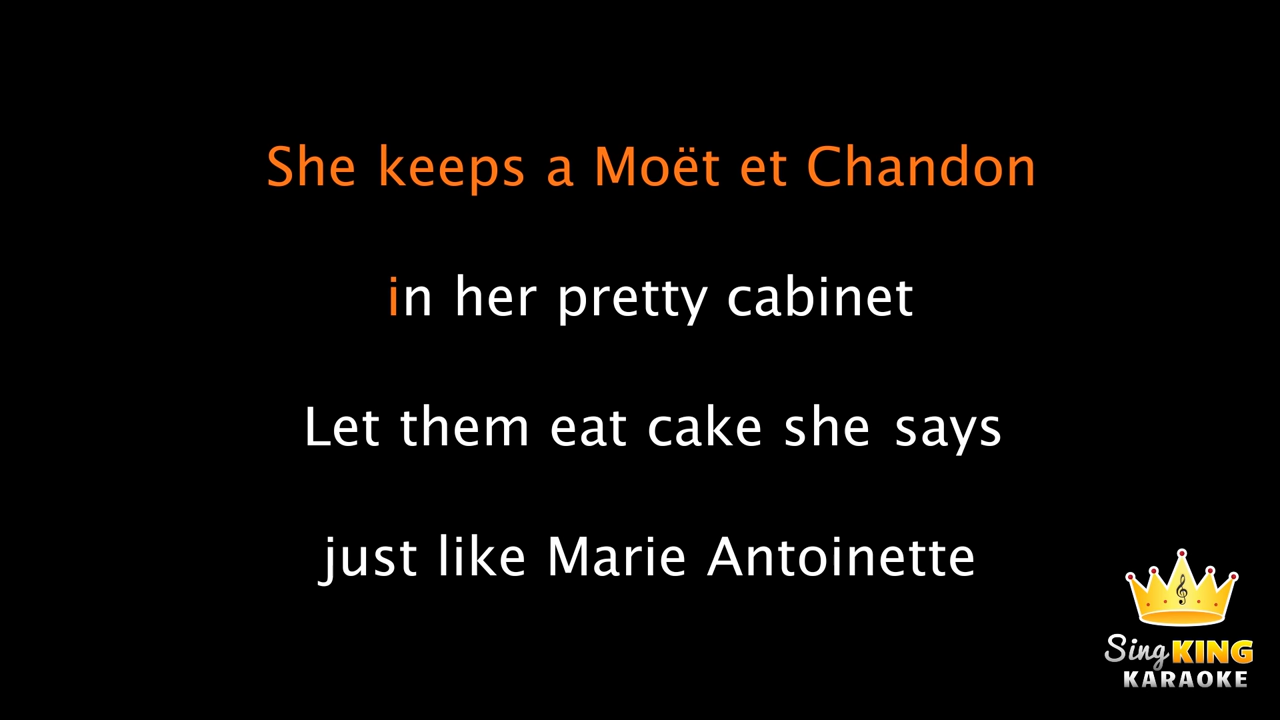 She keeps a Moët et Chandon
in her pretty cabinet
Let them eat cake she says
just like Marie Antoinette
Sing KING
KARAOKE